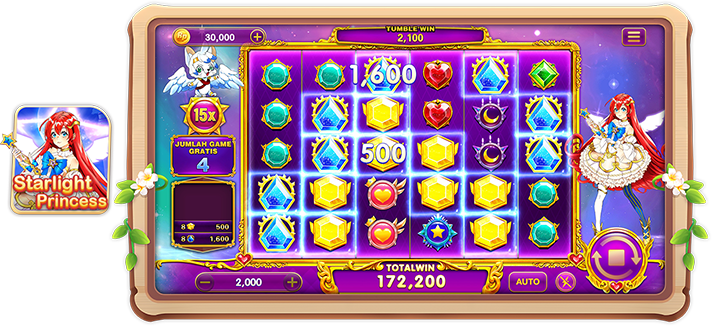 Starlight
Princess
Rp 30,000 +
TUMBLE WIN
2,100
15x
JUMLAH GAME
GRATIS
4
8 500
8 1,600
1,600
500
− 2,000 +
TOTALWIN
172,200
AUTO